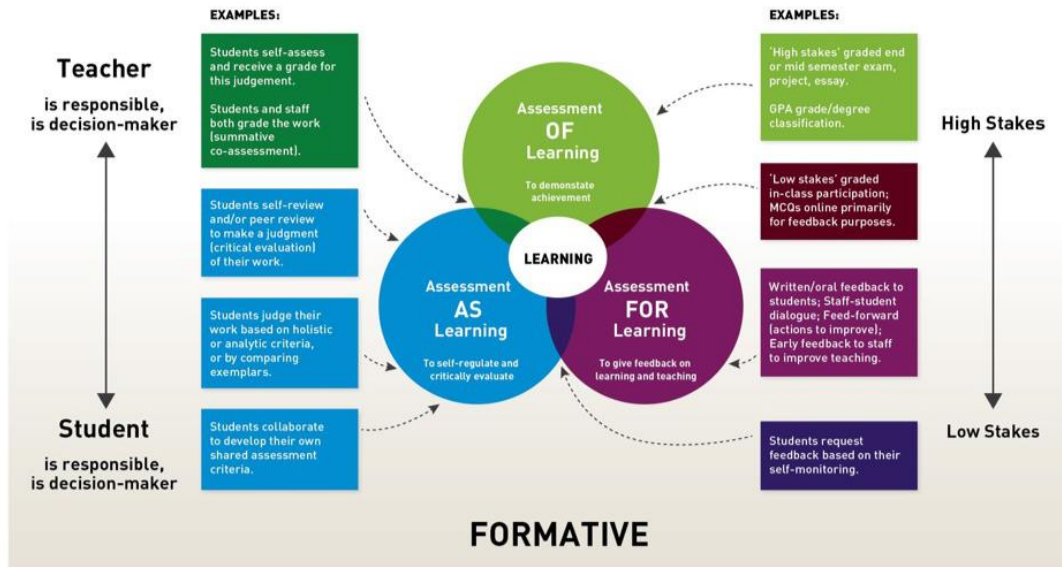 EXAMPLES:
EXAMPLES:
Teacher
is responsible,
is decision-maker
Student
is responsible,
is decision-maker
Students self-assess
and receive a grade for
this judgement.
Students and staff
both grade the work
(summative
co-assessment).
Students self-review
and/or peer review
to make a judgment
(critical evaluation)
of their work.
Students judge their
work based on holistic
or analytic criteria,
or by comparing
exemplars.
Students collaborate
to develop their own
shared assessment
criteria.
Assessment
OF
Learning
To demonstate
achievement
LEARNING
Assessment
AS
Learning
To self-regulate and
critically evaluate
Assessment
FOR
Learning
To give feedback on
learning and teaching
'High stakes' graded end
or mid semester exam,
project, essay.
GPA grade/degree
classification.
'Low stakes' graded
in-class participation;
MCQs online primarily
for feedback purposes.
Written/oral feedback to
students; Staff-student
dialogue; Feed-forward
(actions to improve);
Early feedback to staff
to improve teaching.
Students request
feedback based on their
self-monitoring.
High Stakes
Low Stakes
FORMATIVE